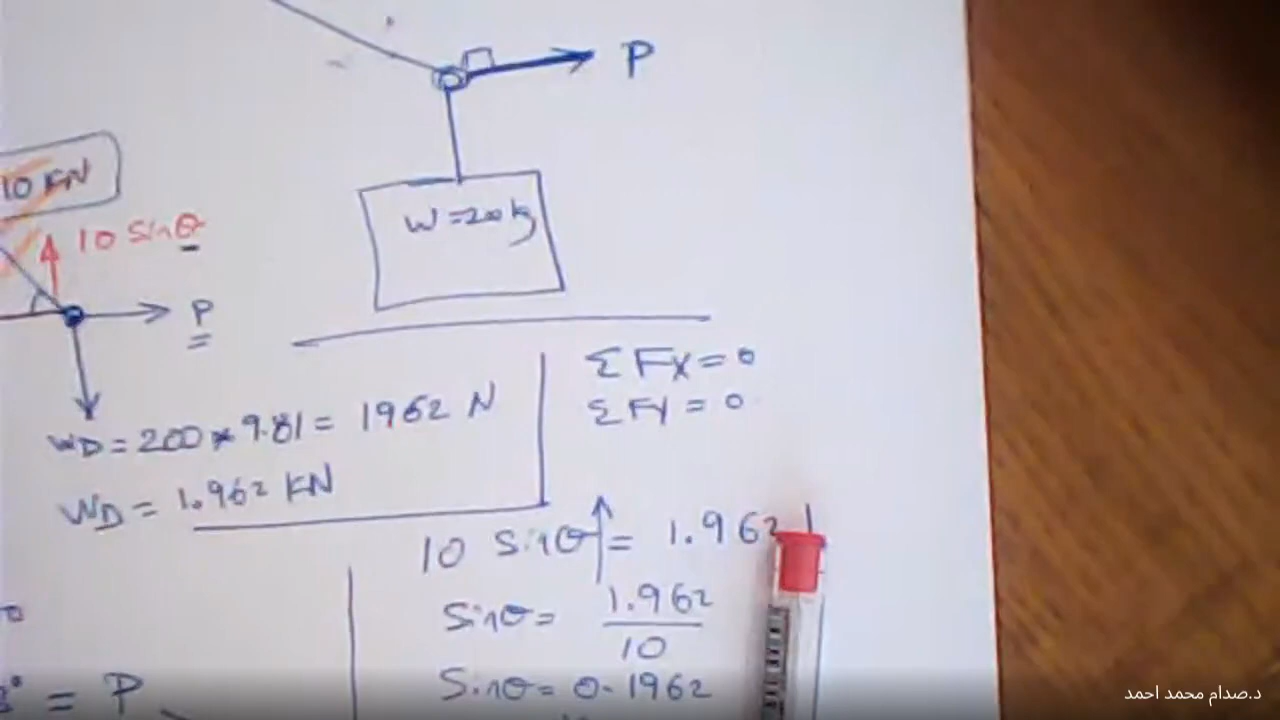 P
10 KN
W = 200 kg
10 Sinθ
P
ΣFx = 0
ΣFy = 0
WD = 200 * 9.81 = 1962 N
WD = 1.962 KN
10 Sinθ = 1.962
Sinθ = 1.962
10
Sinθ = 0.1962
° = P
د.صدام محمد احمد